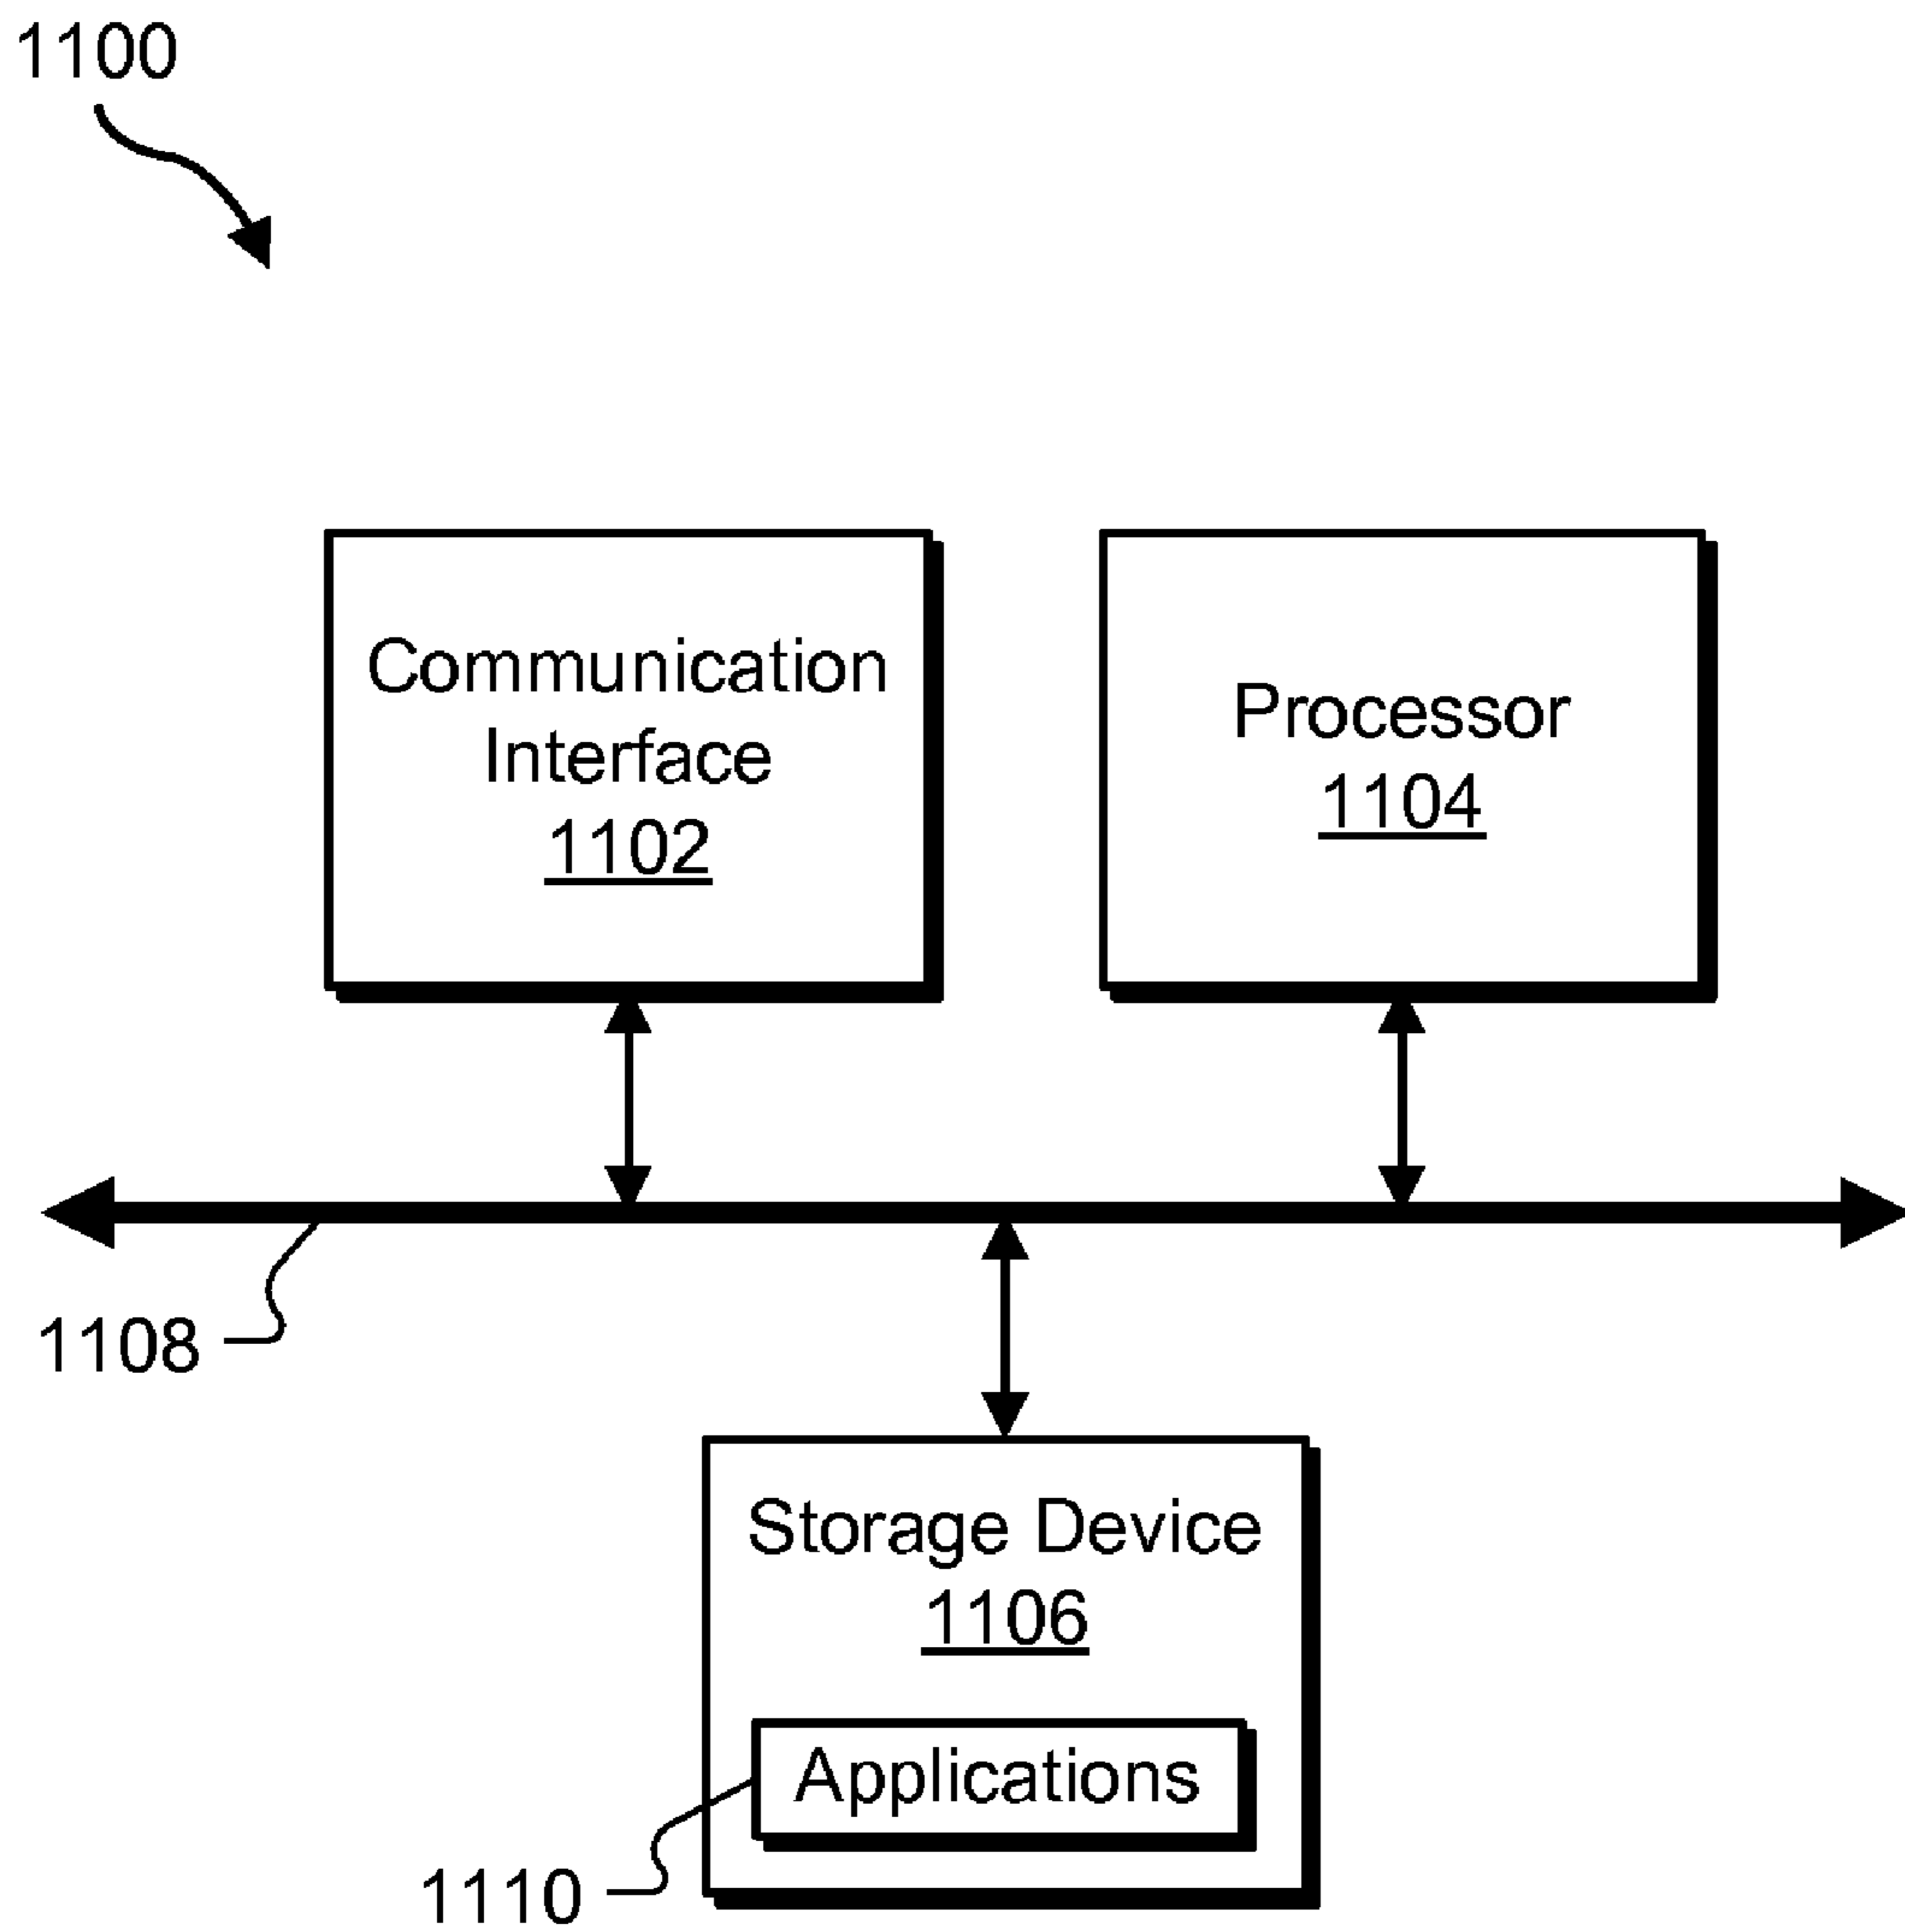 1100
Communication
Interface
1102
Processor
1104
1108
Storage Device
1106
Applications
1110